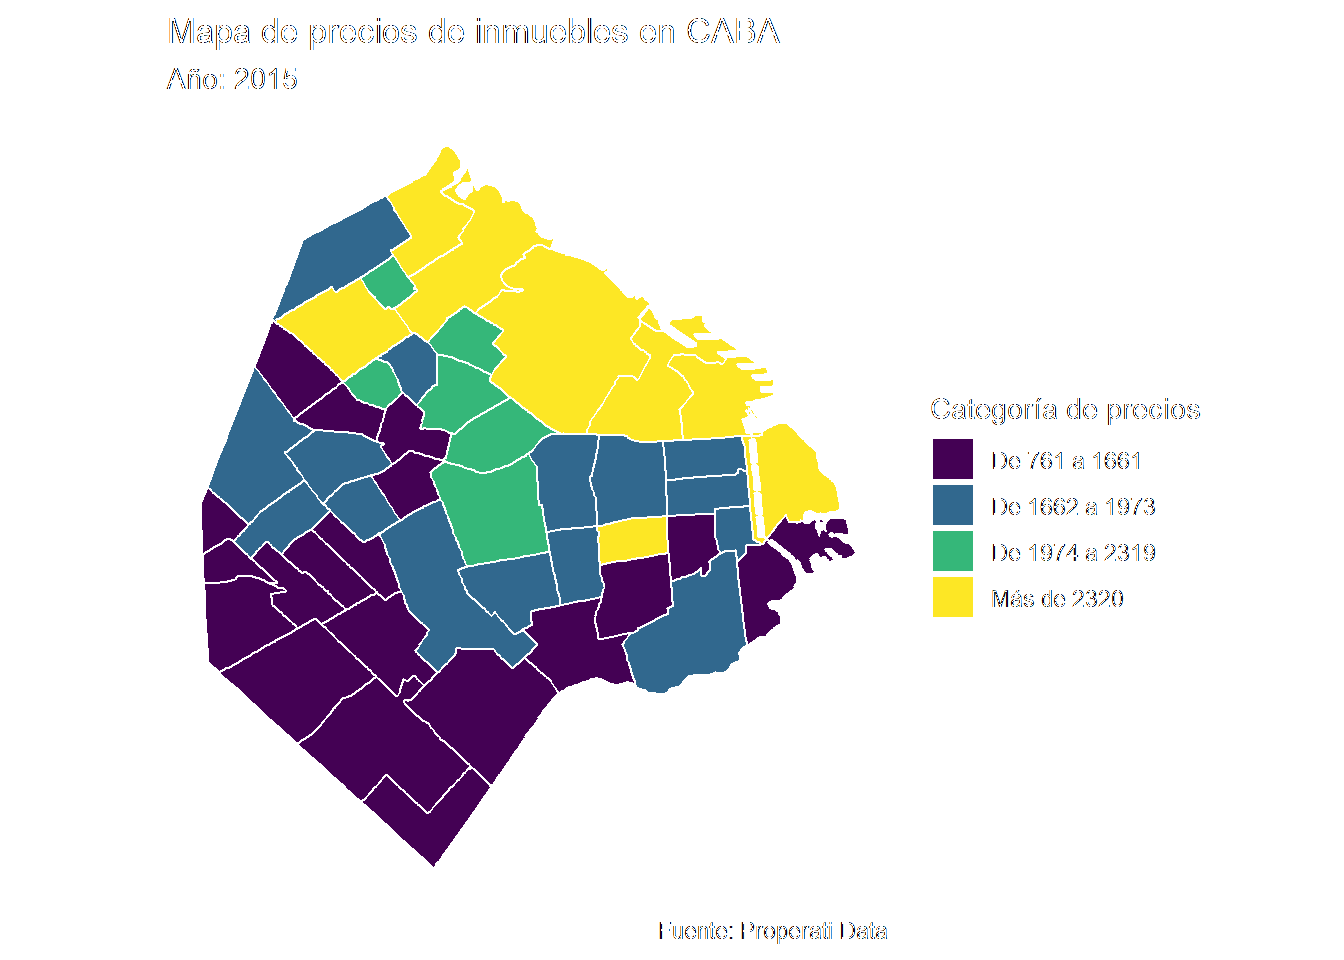 Mapa de precios de inmuebles en CABA
Año: 2015
Categoría de precios
De 761 a 1661
De 1662 a 1973
De 1974 a 2319
Más de 2320
Fuente: Properati Data